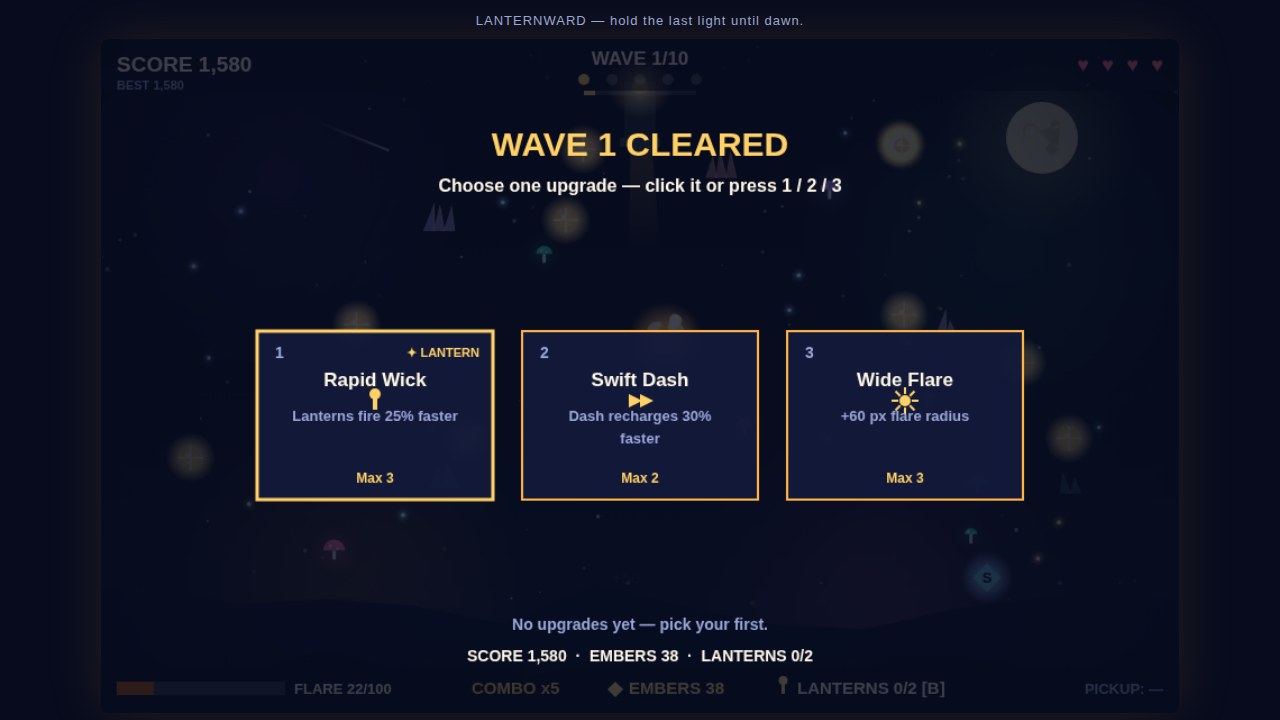 LANTERNWARD — hold the last light until dawn.
SCORE 1,580
BEST 1,580
WAVE 1/10
WAVE 1 CLEARED
Choose one upgrade — click it or press 1 / 2 / 3
1
✦ LANTERN
Rapid Wick
Lanterns fire 25% faster
Max 3
2
Swift Dash
Dash recharges 30%
faster
Max 2
3
Wide Flare
+60 px flare radius
Max 3
S
No upgrades yet — pick your first.
SCORE 1,580 · EMBERS 38 · LANTERNS 0/2
FLARE 22/100
COMBO x5
EMBERS 38
LANTERNS 0/2 [B]
PICKUP: —